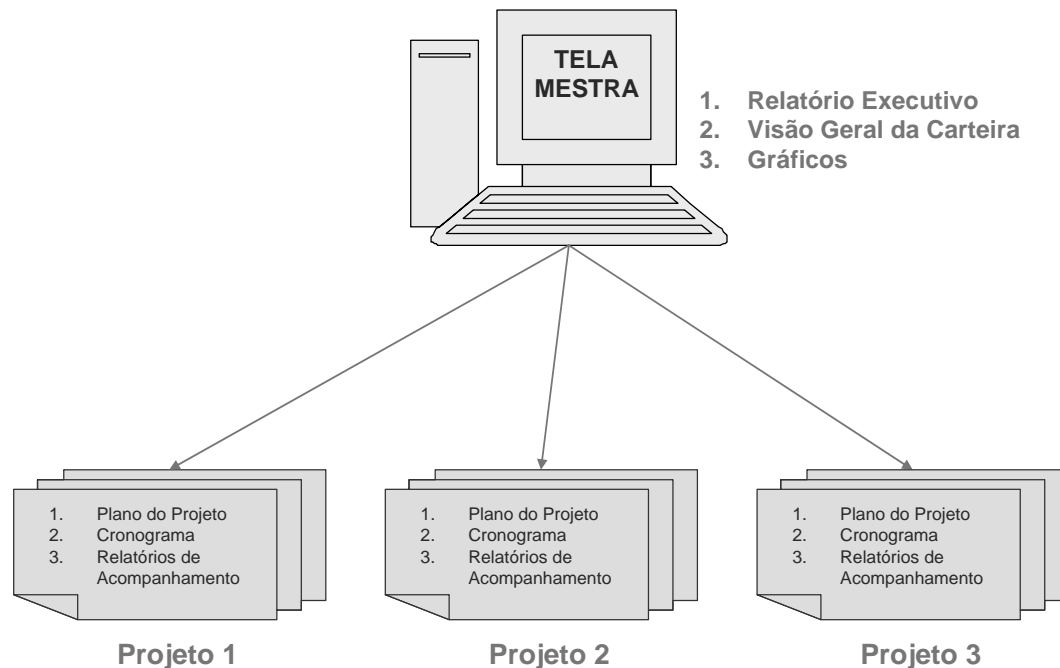 TELA
MESTRA
1. Relatório Executivo
2. Visão Geral da Carteira
3. Gráficos
1. Plano do Projeto
2. Cronograma
3. Relatórios de
Acompanhamento
1. Plano do Projeto
2. Cronograma
3. Relatórios de
Acompanhamento
1. Plano do Projeto
2. Cronograma
3. Relatórios de
Acompanhamento
Projeto 1
Projeto 2
Projeto 3